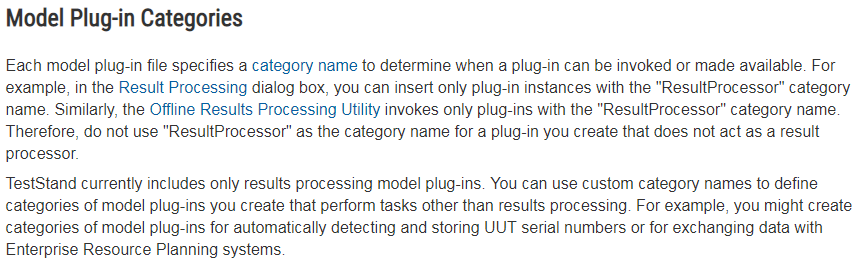 Model Plug-in Categories
Each model plug-in file specifies a category name to determine when a plug-in can be invoked or made available. For
example, in the Result Processing dialog box, you can insert only plug-in instances with the "ResultProcessor" category
name. Similarly, the Offline Results Processing Utility invokes only plug-ins with the "ResultProcessor" category name.
Therefore, do not use "ResultProcessor" as the category name for a plug-in you create that does not act as a result
processor.
TestStand currently includes only results processing model plug-ins. You can use custom category names to define
categories of model plug-ins you create that perform tasks other than results processing. For example, you might create
categories of model plug-ins for automatically detecting and storing UUT serial numbers or for exchanging data with
Enterprise Resource Planning systems.